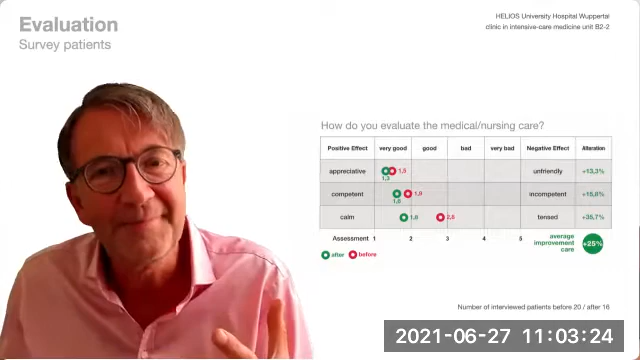 Evaluation
Survey patients
HELIOS University Hospital Wuppertal
clinic in intensive-care medicine unit B2-2
How do you evaluate the medical/nursing care?
Positive Effect very good good bad very bad Negative Effect Alteration
appreciative 1,3 1,5 unfriendly +13,3%
competent 1,6 1,9 incompetent +15,8%
calm 1,8 2,8 tensed +35,7%
Assessment 1 2 3 4 5 average improvement care +25%
after before
Number of interviewed patients before 20 / after 16
2021-06-27 11:03:24